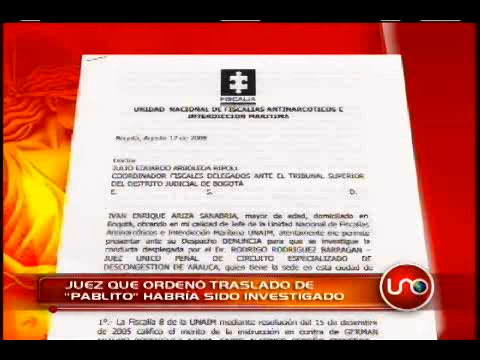 FISCALIA
UNIDAD NACIONAL DE FISCALIAS ANTINARCOTICOS E
INTERDICCION MARITIMA
Bogotá, Agosto 12 de 2008
Doctor
JULIO EDUARDO ARBOLEDA RIPOLL
COORDINADOR FISCALES DELEGADOS ANTE EL TRIBUNAL SUPERIOR
DEL DISTRITO JUDICIAL DE BOGOTA
E. S. D.
IVAN ENRIQUE ARIZA SANABRIA, mayor de edad, domiciliado en
Bogotá, obrando en mi calidad de Jefe de la Unidad Nacional de Fiscalías
Antinarcóticos e Interdicción Marítima UNAIM, atentamente me permito
presentar ante su Despacho DENUNCIA para que se investigue la
conducta desplegada por el Dr. RODRIGO RODRIGUEZ BARRAGAN –
JUEZ UNICO PENAL DE CIRCUITO ESPECIALIZADO DE
DESCONGESTION DE ARAUCA, quien tiene la sede en esta ciudad de
JUEZ QUE ORDENÓ TRASLADO DE
"PABLITO" HABRÍA SIDO INVESTIGADO
UNO
1º.- La Fiscalía 8 de la UNAIM mediante resolución del 15 de diciembre
de 2005 calificó el mérito de la instrucción en contra de GERMAN